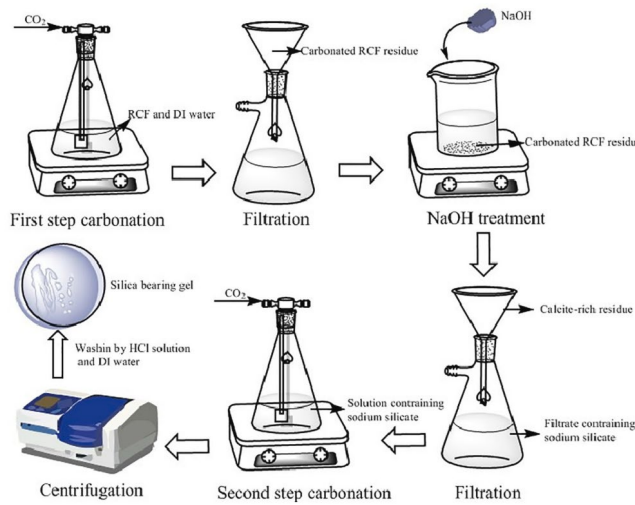 CO₂
RCF and DI water
First step carbonation
Carbonated RCF residue
Filtration
NaOH
Carbonated RCF residu
NaOH treatment
Silica bearing gel
Washin by HCl solution
and DI water
Centrifugation
CO₂
Solution contraining
sodium silicate
Second step carbonation
Calcite-rich residue
Filtrate contraining
sodium silicate
Filtration